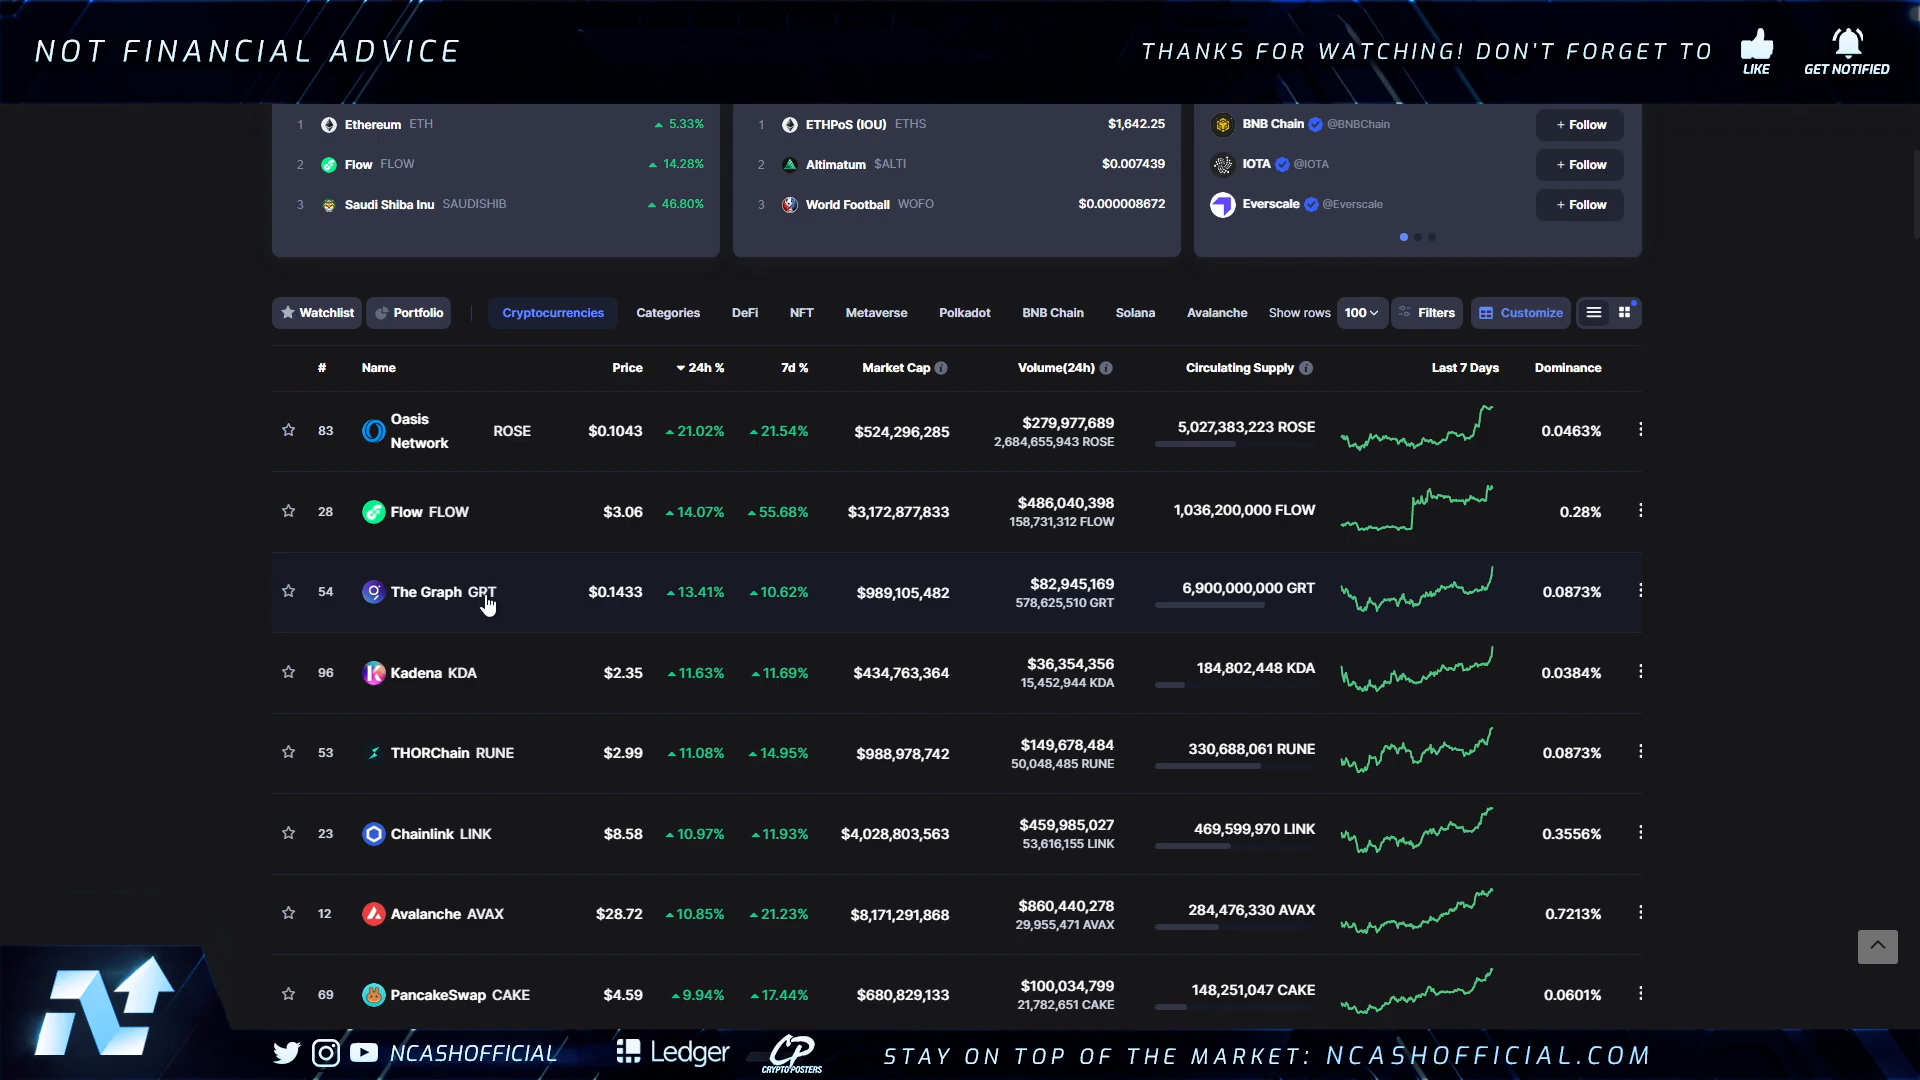 NOT FINANCIAL ADVICE
THANKS FOR WATCHING! DON'T FORGET TO
LIKE
GET NOTIFIED
1 Ethereum ETH 5.33%
2 Flow FLOW 14.28%
3 Saudi Shiba Inu SAUDISHIB 46.80%
1 ETHPoS (IOU) ETHS $1,642.25
2 Altimatum $ALTI $0.007439
3 World Football WOFO $0.000008672
BNB Chain @BNBChain + Follow
IOTA @IOTA + Follow
Everscale @Everscale + Follow
Watchlist Portfolio Cryptocurrencies Categories DeFi NFT Metaverse Polkadot BNB Chain Solana Avalanche Show rows 100 Filters Customize
# Name Price 24h % 7d % Market Cap Volume(24h) Circulating Supply Last 7 Days Dominance
83 Oasis Network ROSE $0.1043 21.02% 21.54% $524,296,285 $279,977,689 5,027,383,223 ROSE 0.0463%
2,684,655,943 ROSE
28 Flow FLOW $3.06 14.07% 55.68% $3,172,877,833 $486,040,398 1,036,200,000 FLOW 0.28%
158,731,312 FLOW
54 The Graph GRT $0.1433 13.41% 10.62% $989,105,482 $82,945,169 6,900,000,000 GRT 0.0873%
578,625,510 GRT
96 Kadena KDA $2.35 11.63% 11.69% $434,763,364 $36,354,356 184,802,448 KDA 0.0384%
15,452,944 KDA
53 THORChain RUNE $2.99 11.08% 14.95% $988,978,742 $149,678,484 330,688,061 RUNE 0.0873%
50,048,485 RUNE
23 Chainlink LINK $8.58 10.97% 11.93% $4,028,803,563 $459,985,027 469,599,970 LINK 0.3556%
53,616,155 LINK
12 Avalanche AVAX $28.72 10.85% 21.23% $8,171,291,868 $860,440,278 284,476,330 AVAX 0.7213%
29,955,471 AVAX
69 PancakeSwap CAKE $4.59 9.94% 17.44% $680,829,133 $100,034,799 148,251,047 CAKE 0.0601%
21,782,651 CAKE
NCASHOFFICIAL
Ledger
CP
CRYPTO POSTERS
STAY ON TOP OF THE MARKET: NCASHOFFICIAL.COM